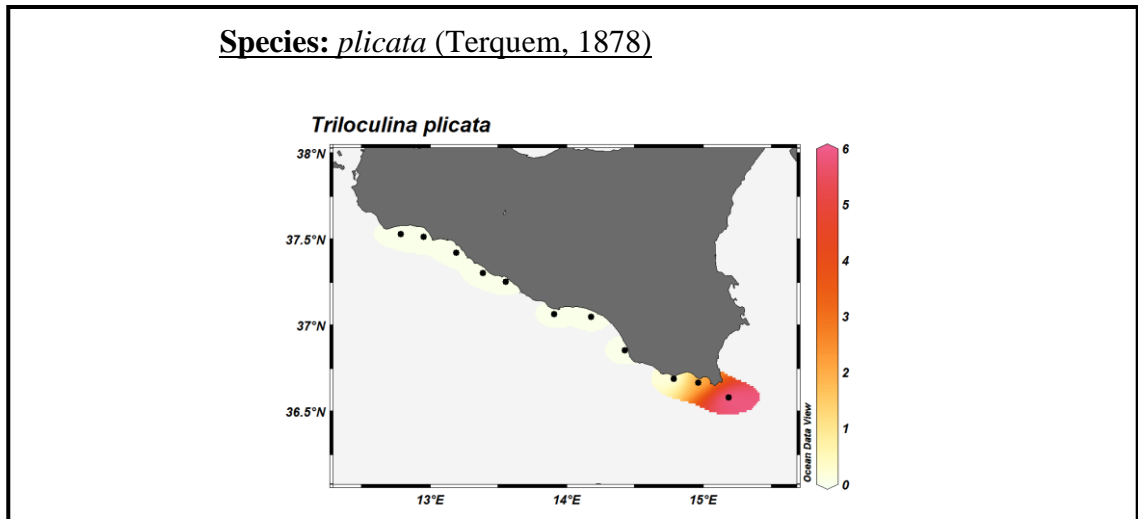 Species: plicata (Terquem, 1878)
Triloculina plicata
38°N
37.5°N
37°N
36.5°N
13°E
14°E
15°E
6
5
4
3
2
1
0
Ocean Data View